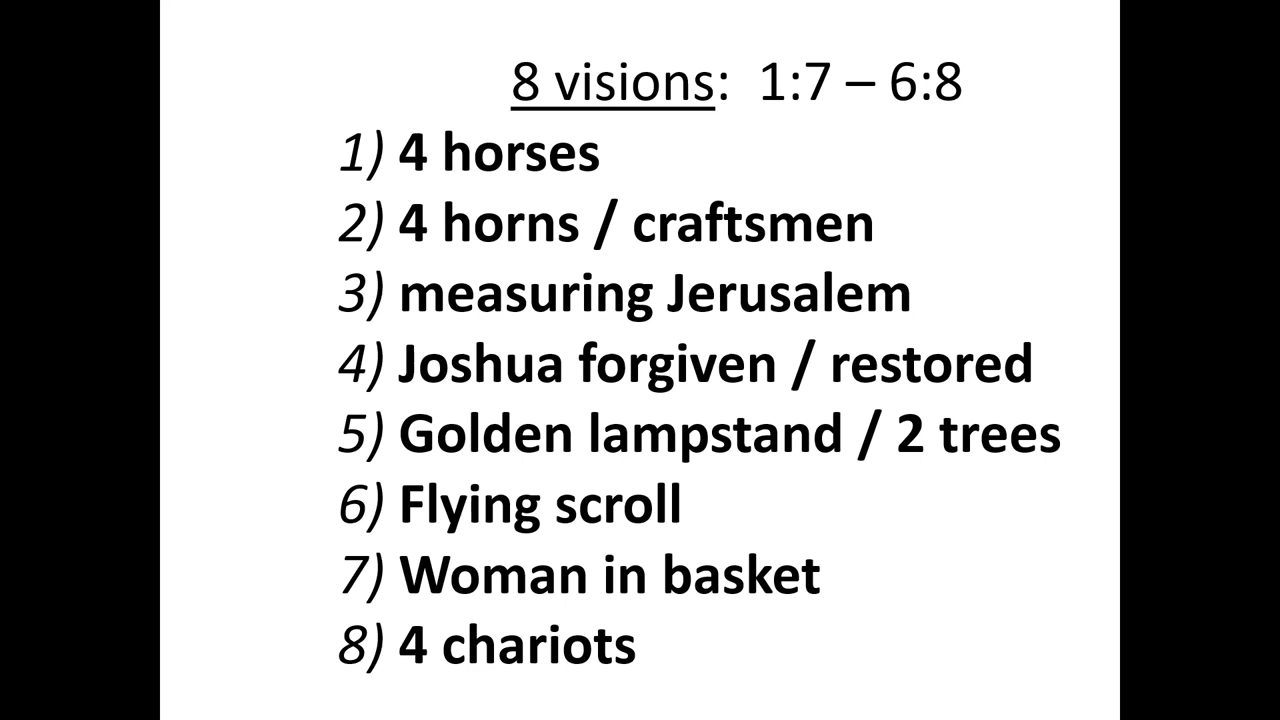 8 visions:  1:7 – 6:8
1) 4 horses
2) 4 horns / craftsmen
3) measuring Jerusalem
4) Joshua forgiven / restored
5) Golden lampstand / 2 trees
6) Flying scroll
7) Woman in basket
8) 4 chariots